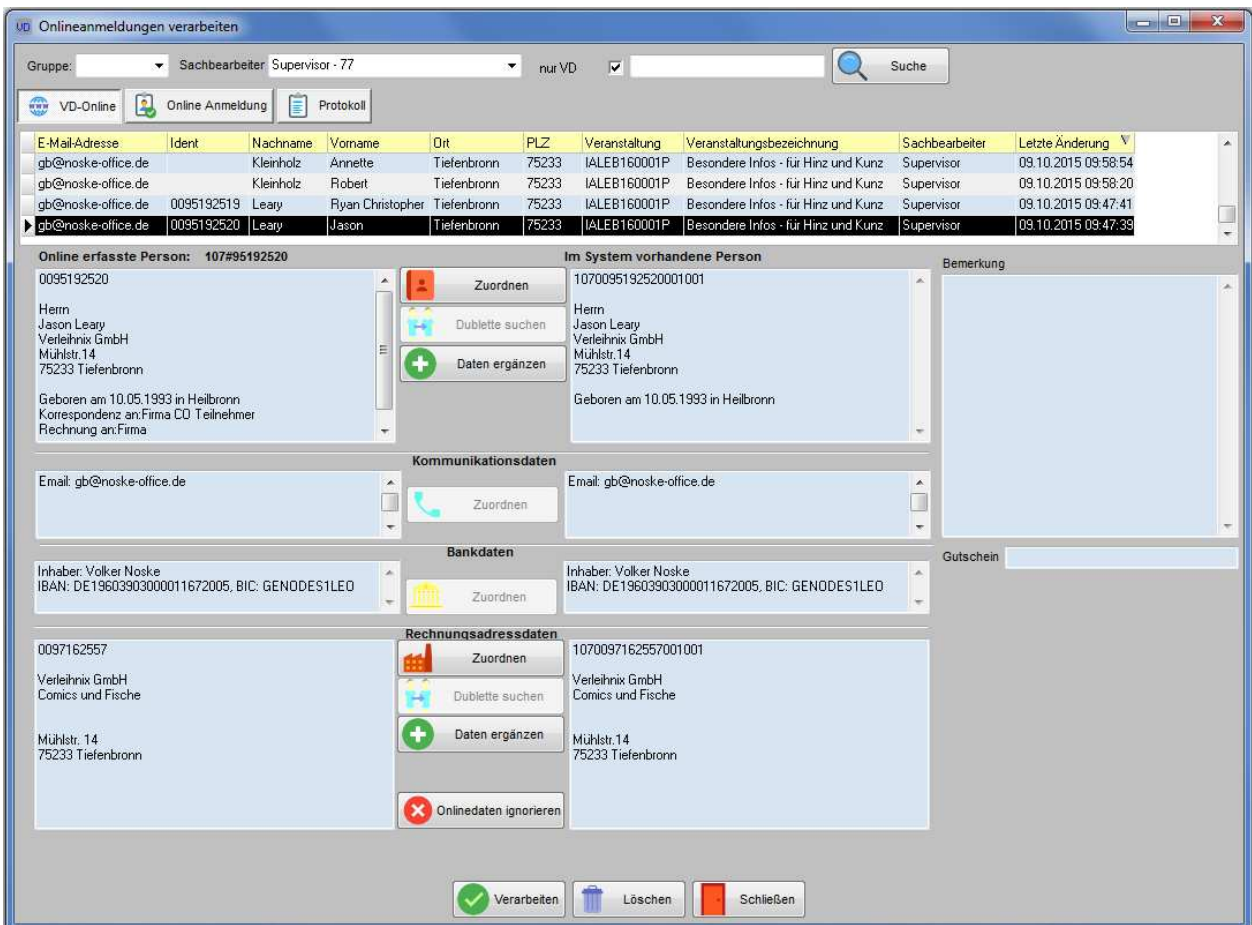 VD Onlineanmeldungen verarbeiten
Gruppe: Sachbearbeiter Supervisor - 77 nur VD Suche
VD-Online Online Anmeldung Protokoll
E-Mail-Adresse Ident Nachname Vorname Ort PLZ Veranstaltung Veranstaltungsbezeichnung Sachbearbeiter Letzte Änderung
gb@noske-office.de Kleinholz Annette Tiefenbronn 75233 IALEB160001P Besondere Infos - für Hinz und Kunz Supervisor 09.10.2015 09:58:54
gb@noske-office.de Kleinholz Robert Tiefenbronn 75233 IALEB160001P Besondere Infos - für Hinz und Kunz Supervisor 09.10.2015 09:58:20
gb@noske-office.de 0095192519 Leary Ryan Christopher Tiefenbronn 75233 IALEB160001P Besondere Infos - für Hinz und Kunz Supervisor 09.10.2015 09:47:41
gb@noske-office.de 0095192520 Leary Jason Tiefenbronn 75233 IALEB160001P Besondere Infos - für Hinz und Kunz Supervisor 09.10.2015 09:47:39
Online erfasste Person: 107#95192520
0095192520
Herrn
Jason Leary
Verleihnix GmbH
Mühlstr.14
75233 Tiefenbronn
Geboren am 10.05.1993 in Heilbronn
Korrespondenz an:Firma CO Teilnehmer
Rechnung an:Firma
Zuordnen
Dublette suchen
Daten ergänzen
Im System vorhandene Person
1070095192520001001
Herrn
Jason Leary
Verleihnix GmbH
Mühlstr.14
75233 Tiefenbronn
Geboren am 10.05.1993 in Heilbronn
Bemerkung
Kommunikationsdaten
Email: gb@noske-office.de
Zuordnen
Email: gb@noske-office.de
Bankdaten
Inhaber: Volker Noske
IBAN: DE19603903000011672005, BIC: GENODES1LEO
Zuordnen
Inhaber: Volker Noske
IBAN: DE19603903000011672005, BIC: GENODES1LEO
Gutschein
Rechnungsadressdaten
0097162557
Verleihnix GmbH
Comics und Fische
Mühlstr. 14
75233 Tiefenbronn
Zuordnen
Dublette suchen
Daten ergänzen
Onlinedaten ignorieren
1070097162557001001
Verleihnix GmbH
Comics und Fische
Mühlstr.14
75233 Tiefenbronn
Verarbeiten Löschen Schließen